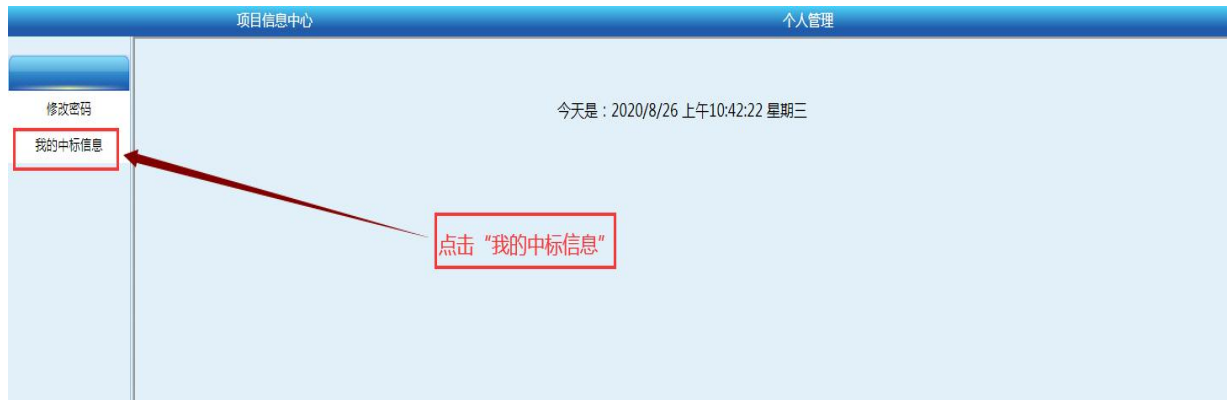 项目信息中心
个人管理
修改密码
今天是：2020/8/26 上午10:42:22 星期三
我的中标信息
点击“我的中标信息”